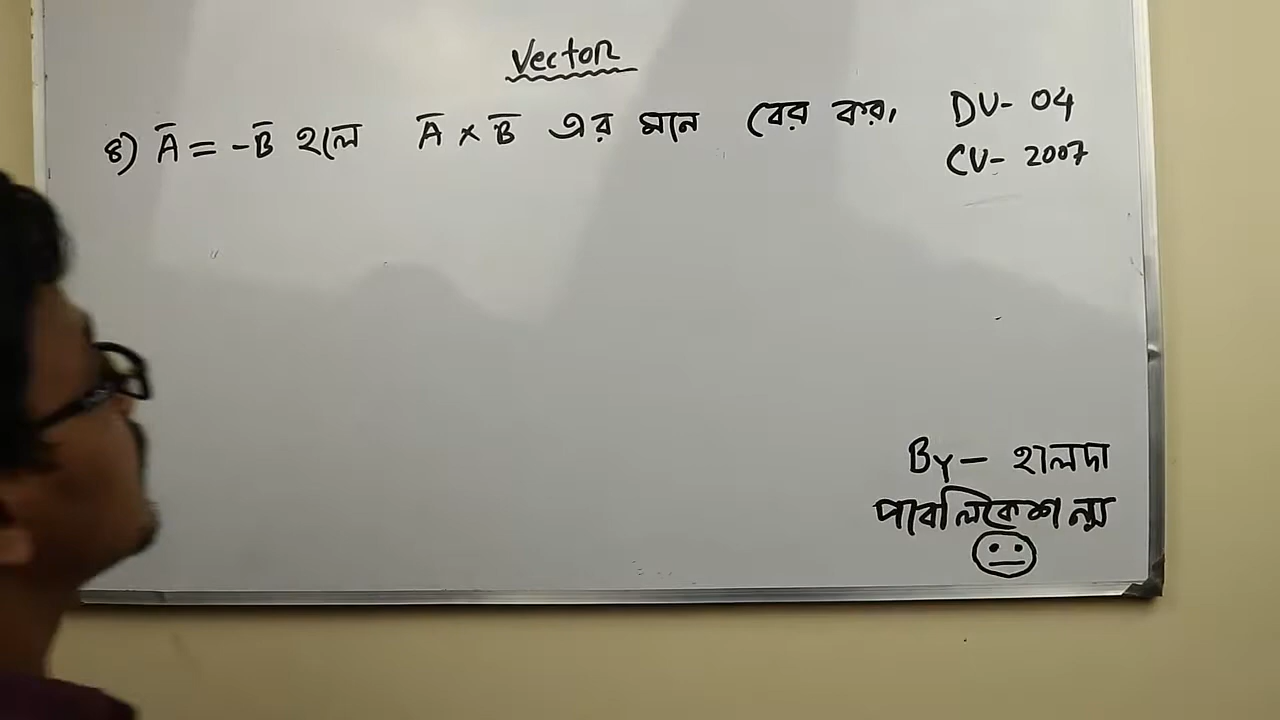 Vector
৪) A̅ = -B̅ হলে A̅ × B̅ এর মান বের কর। DU- 04
CU- 2007
By - হালদা
পাবলিকেশন্স